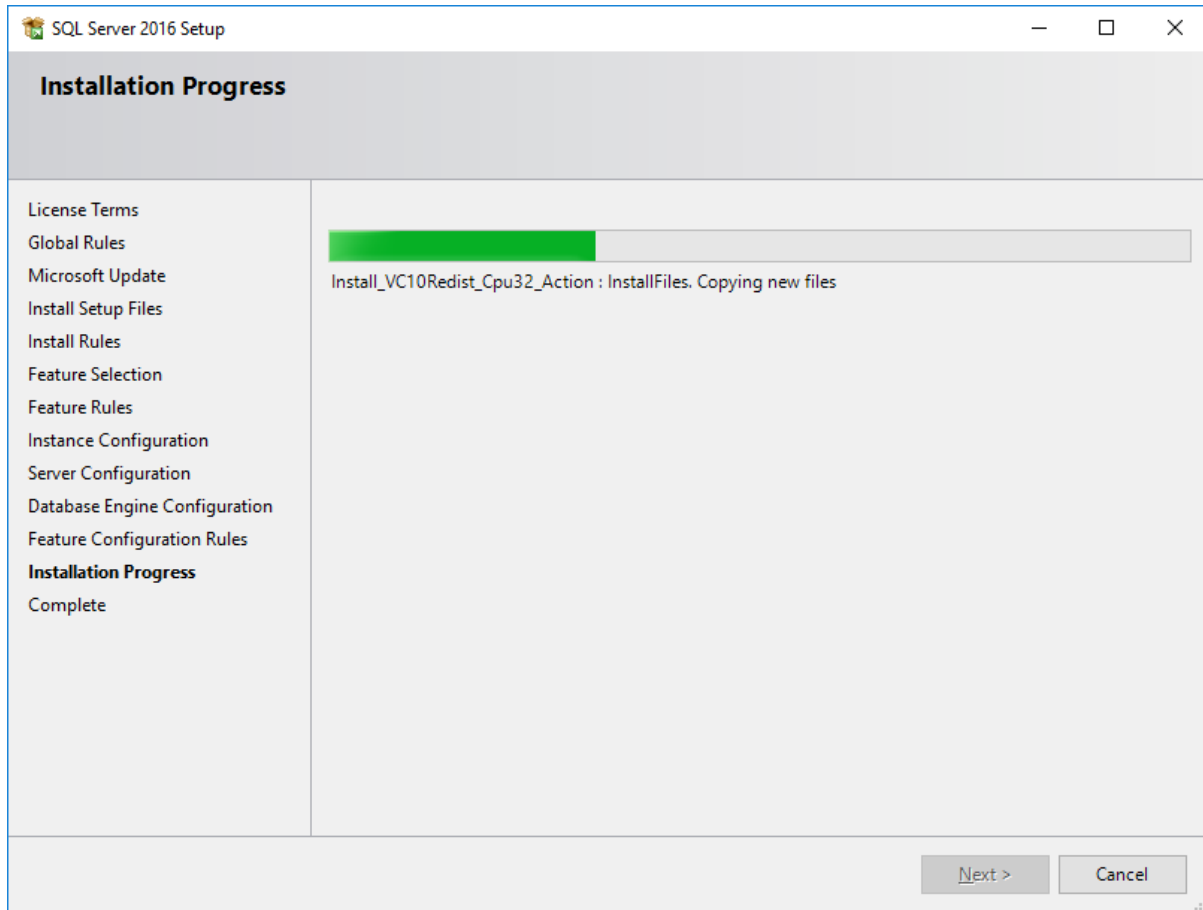 SQL Server 2016 Setup
Installation Progress
License Terms
Global Rules
Microsoft Update
Install Setup Files
Install Rules
Feature Selection
Feature Rules
Instance Configuration
Server Configuration
Database Engine Configuration
Feature Configuration Rules
Installation Progress
Complete
Install_VC10Redist_Cpu32_Action : InstallFiles. Copying new files
Next >
Cancel